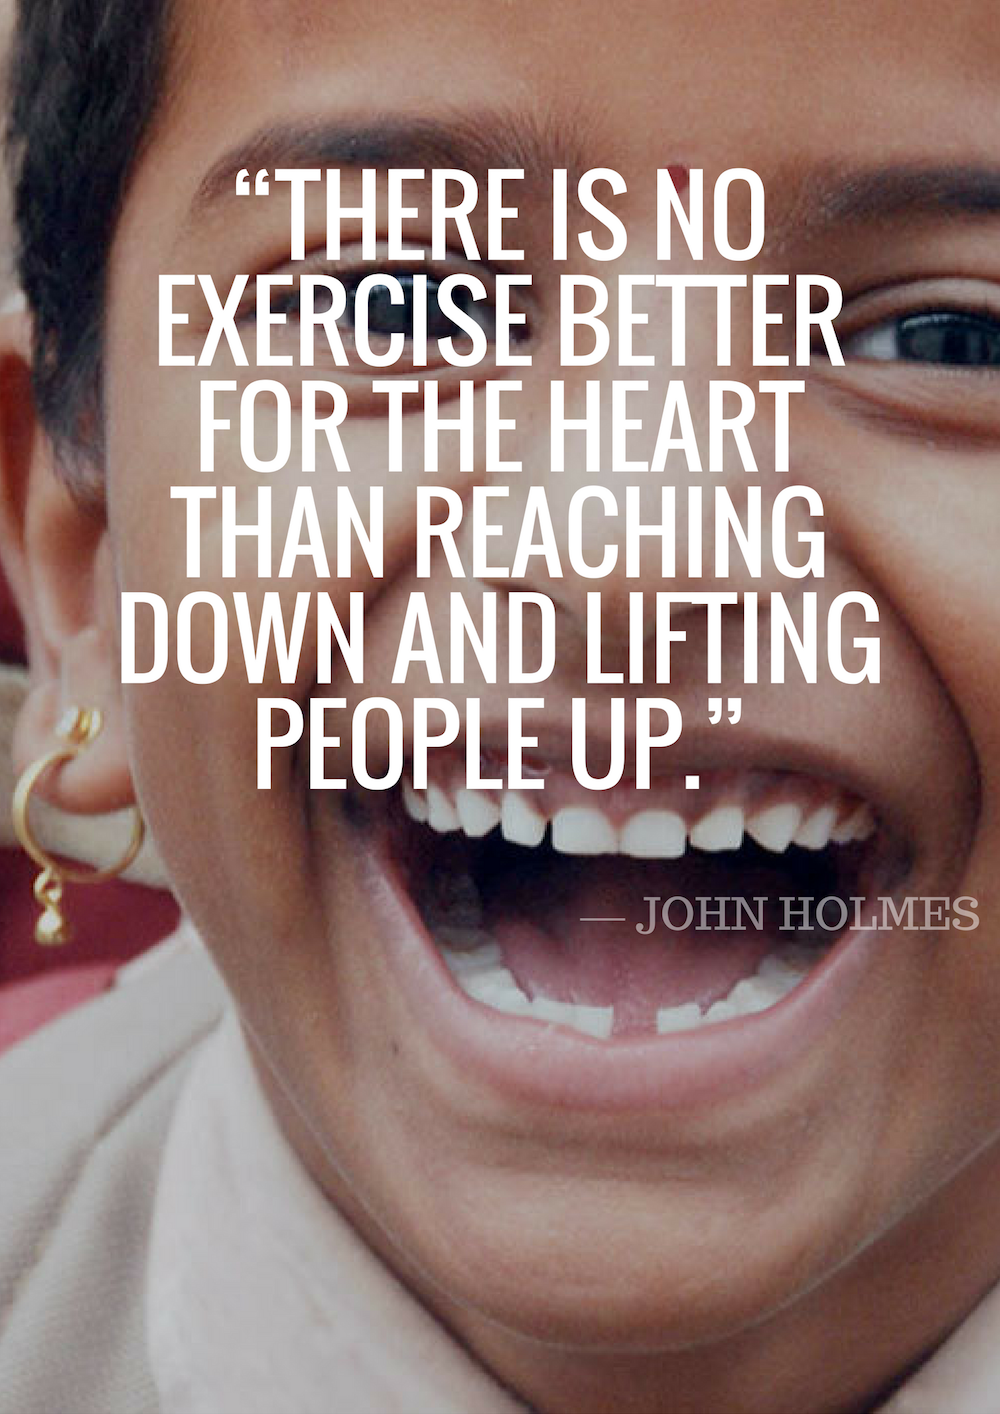 “THERE IS NO
EXERCISE BETTER
FOR THE HEART
THAN REACHING
DOWN AND LIFTING
PEOPLE UP.”
— JOHN HOLMES